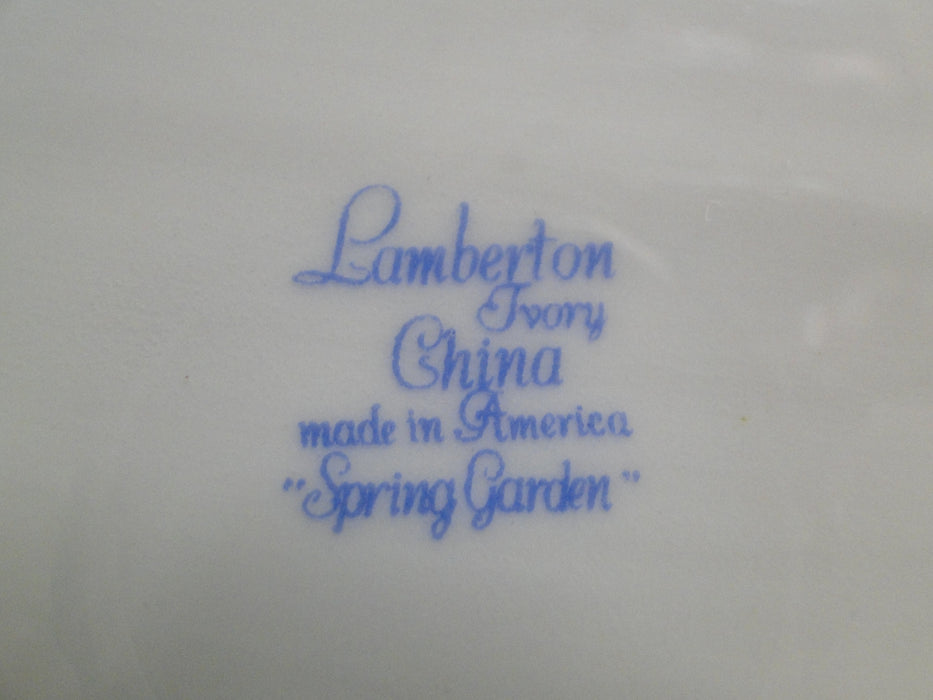 Lamberton
Ivory
China
made in America
"Spring Garden"